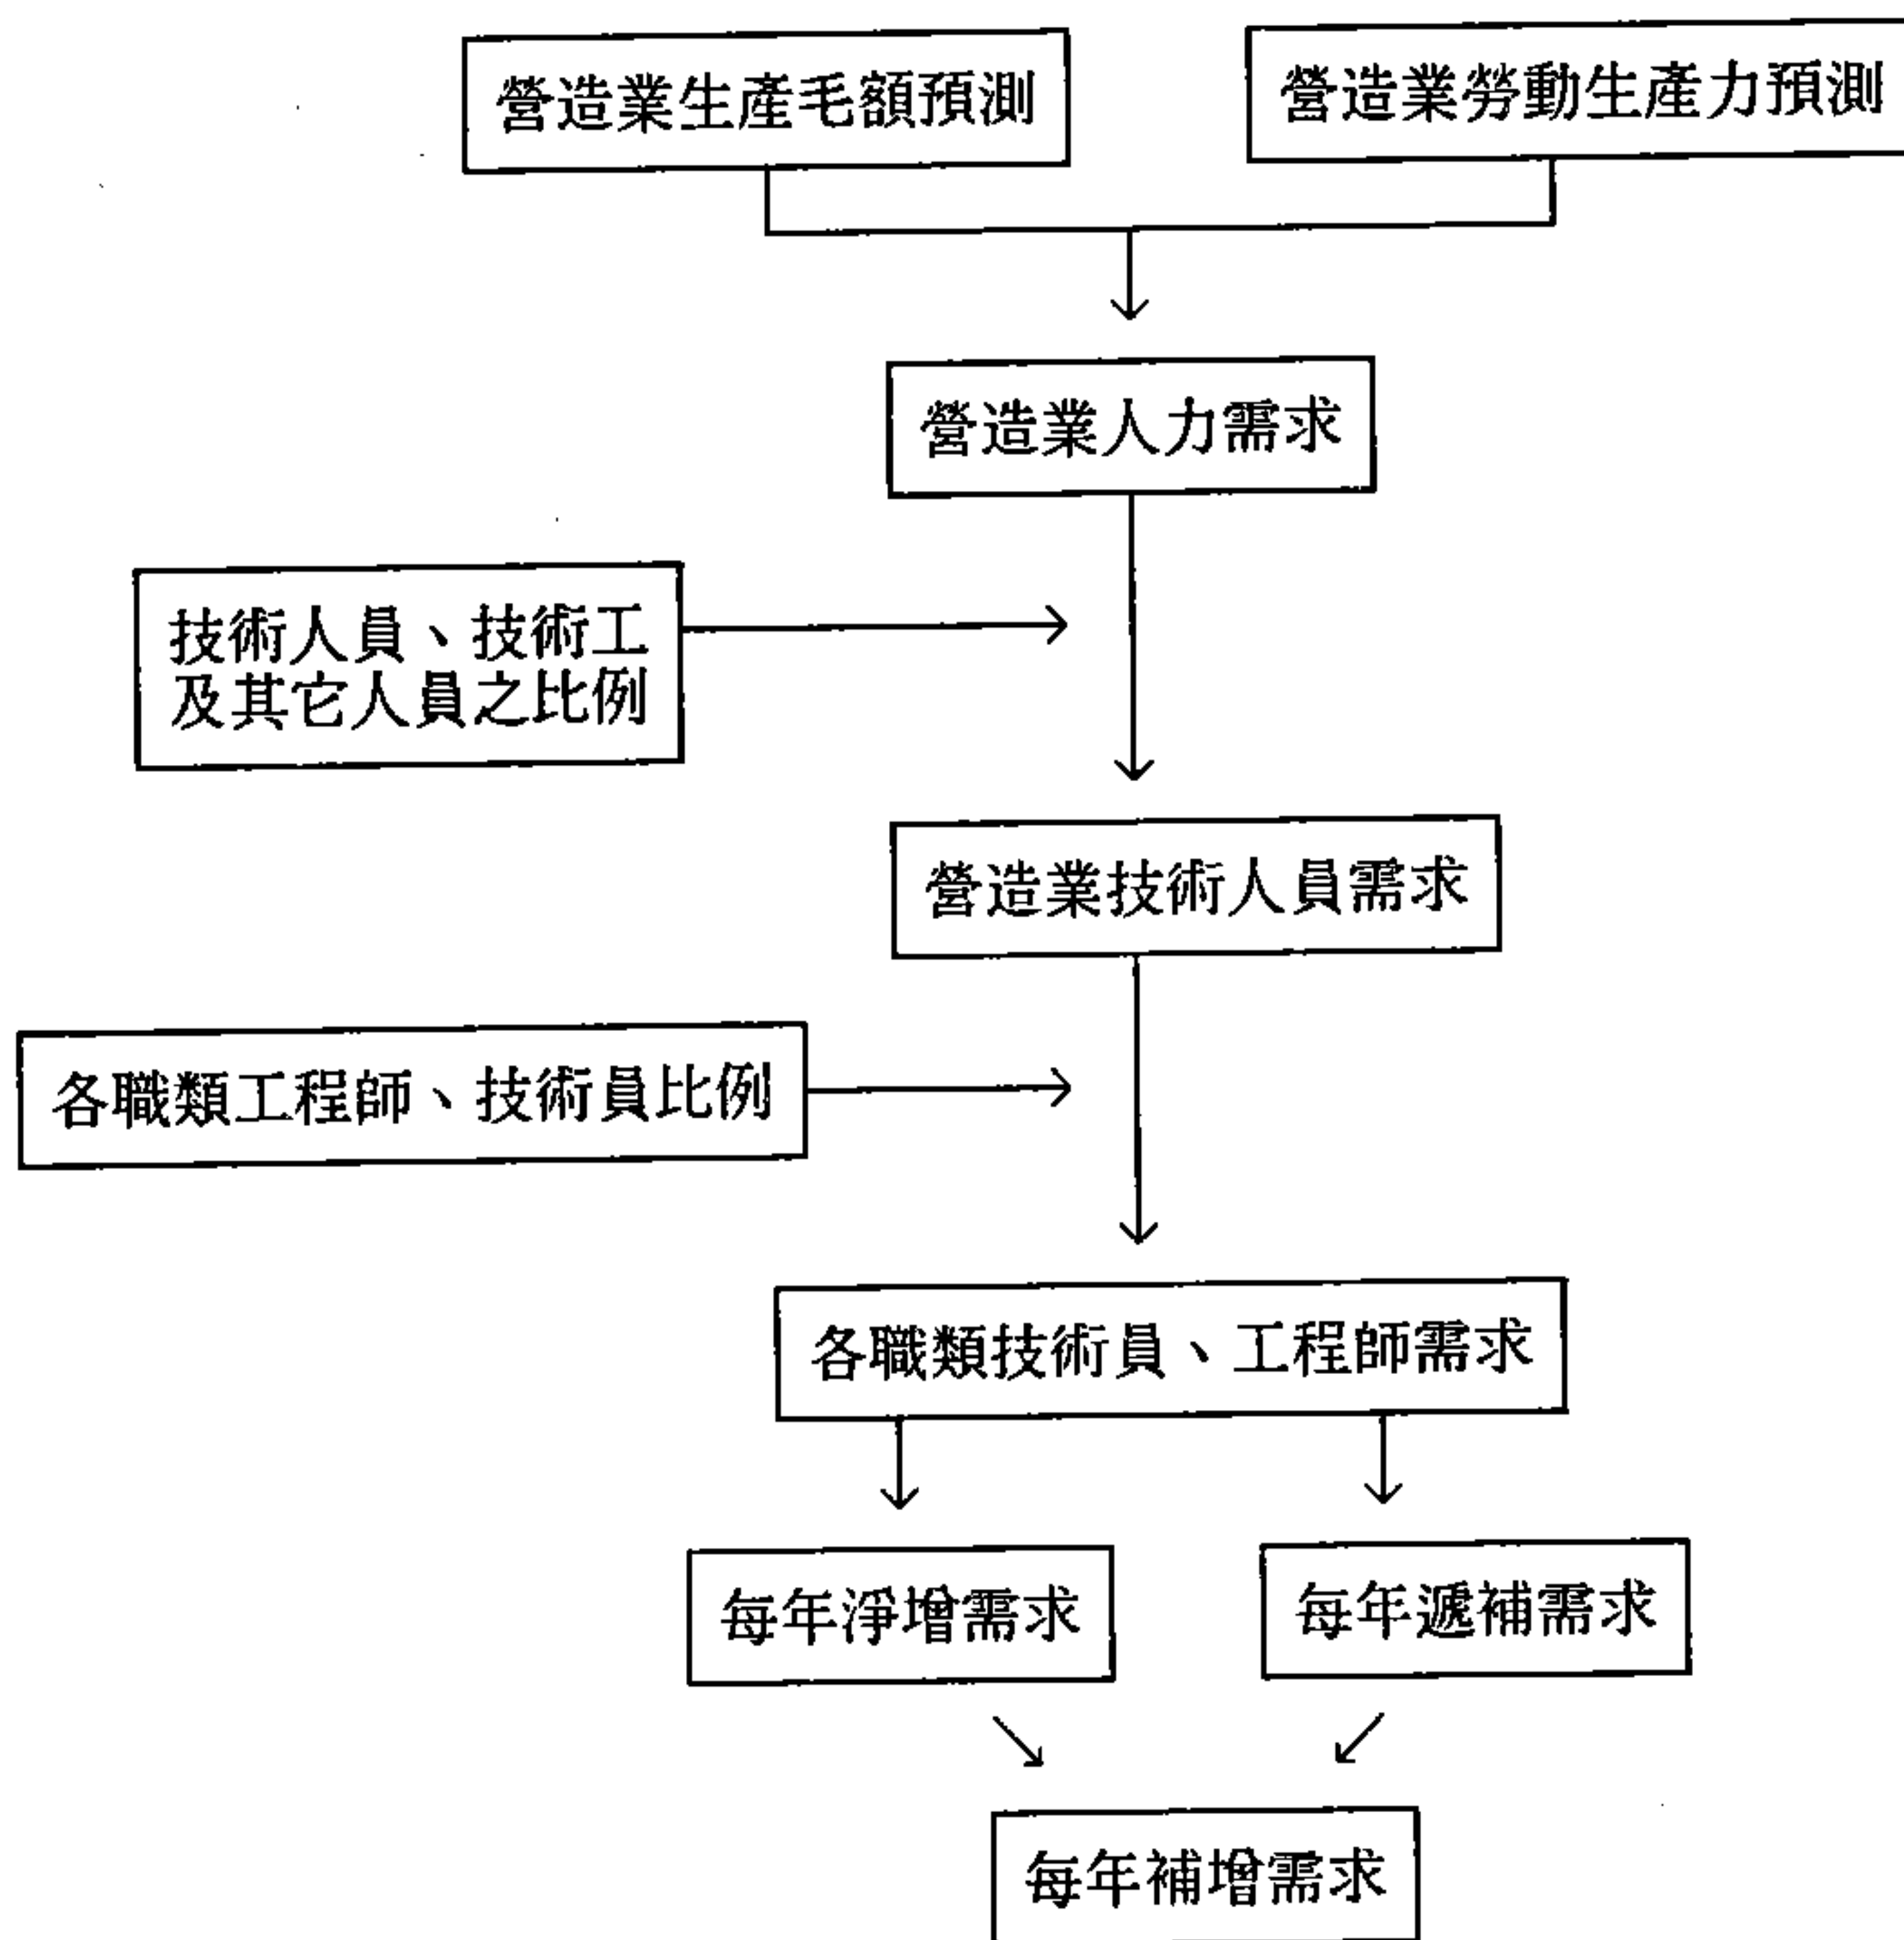 營造業生產毛額預測
營造業勞動生產力預測
營造業人力需求
技術人員、技術工
及其它人員之比例
營造業技術人員需求
各職類工程師、技術員比例
各職類技術員、工程師需求
每年淨增需求
每年遞補需求
每年補增需求